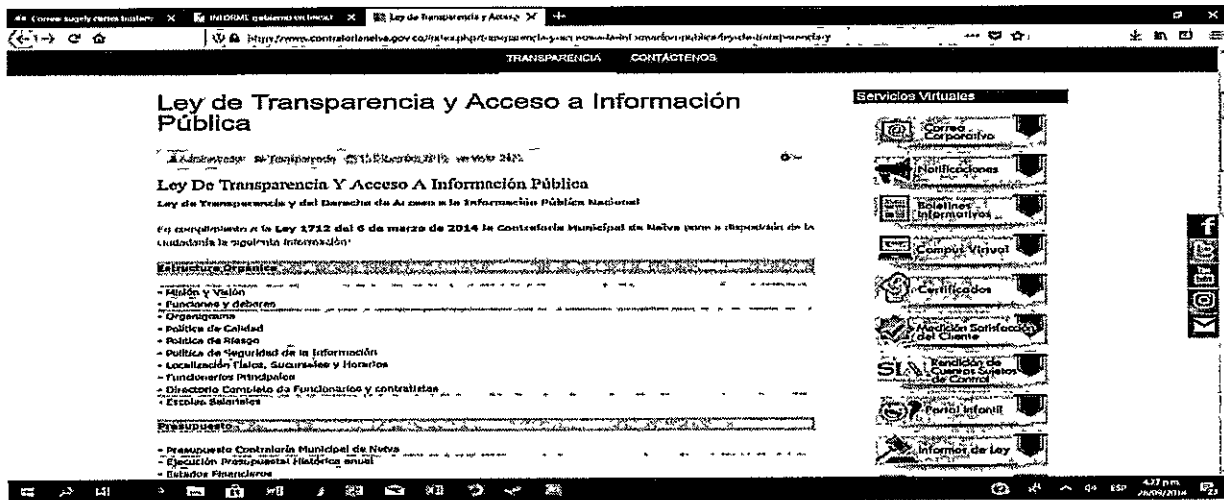 Ley de Transparencia y Acceso
TRANSPARENCIA CONTÁCTENOS
Ley de Transparencia y Acceso a Información
Pública
Ley De Transparencia Y Acceso A Información Pública
Ley de Transparencia y del Derecho de Acceso a la Información Pública Nacional
En cumplimiento a la Ley 1712 del 6 de marzo de 2014 la Contraloría Municipal de Neiva pone a disposición de la
ciudadanía la siguiente información:
Estructura Orgánica
- Misión y Visión
- Funciones y deberes
- Organigrama
- Política de Calidad
- Política de Riesgo
- Política de Seguridad de la Información
- Localización Física, Sucursales y Horarios
- Funcionarios Principales
- Directorio Completo de Funcionarios y contratistas
- Escalas Salariales
Presupuesto
- Presupuesto Contraloría Municipal de Neiva
- Ejecución Presupuestal Histórica anual
- Estados Financieros
Servicios Virtuales
Correo
Corporativo
Notificaciones
Boletines
Informativos
Campus Virtual
Certificados
Medición Satisfacción
del Cliente
Rendición de
Cuentas Sujetos
de Control
Portal Infantil
Informes de Ley
ESP
4:27 p.m.